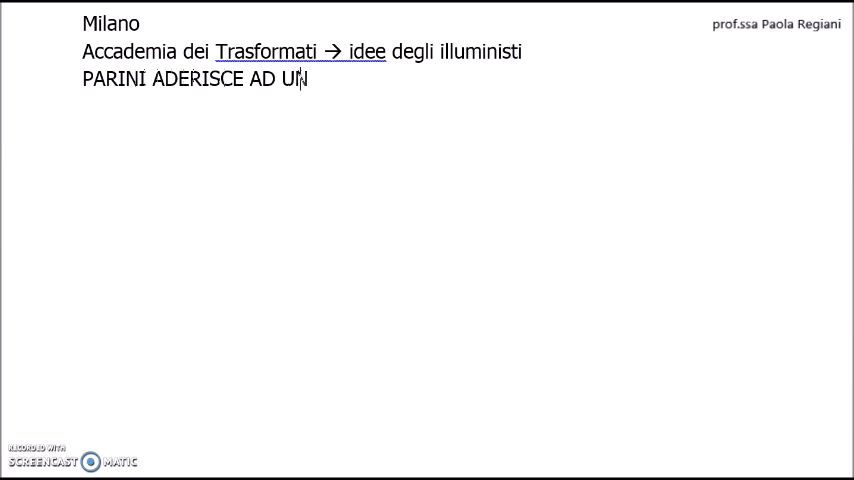 Milano
prof.ssa Paola Regiani
Accademia dei Trasformati → idee degli illuministi
PARINI ADERISCE AD UN
RECORDED WITH
SCREENCAST MATIC